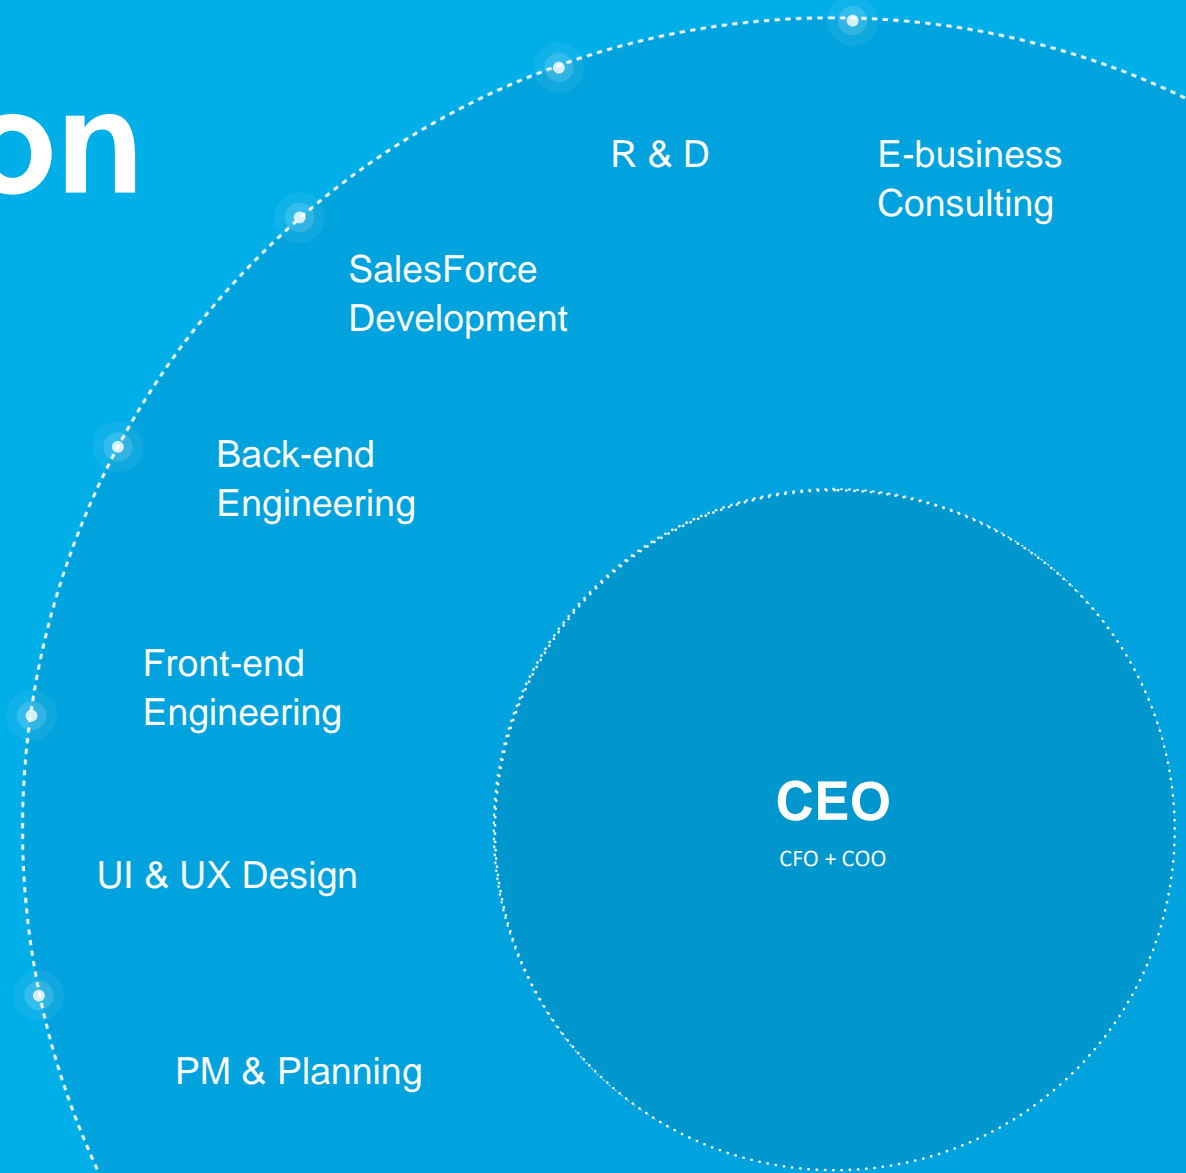 on
R & D
E-business
Consulting
SalesForce
Development
Back-end
Engineering
Front-end
Engineering
CEO
CFO + COO
UI & UX Design
PM & Planning